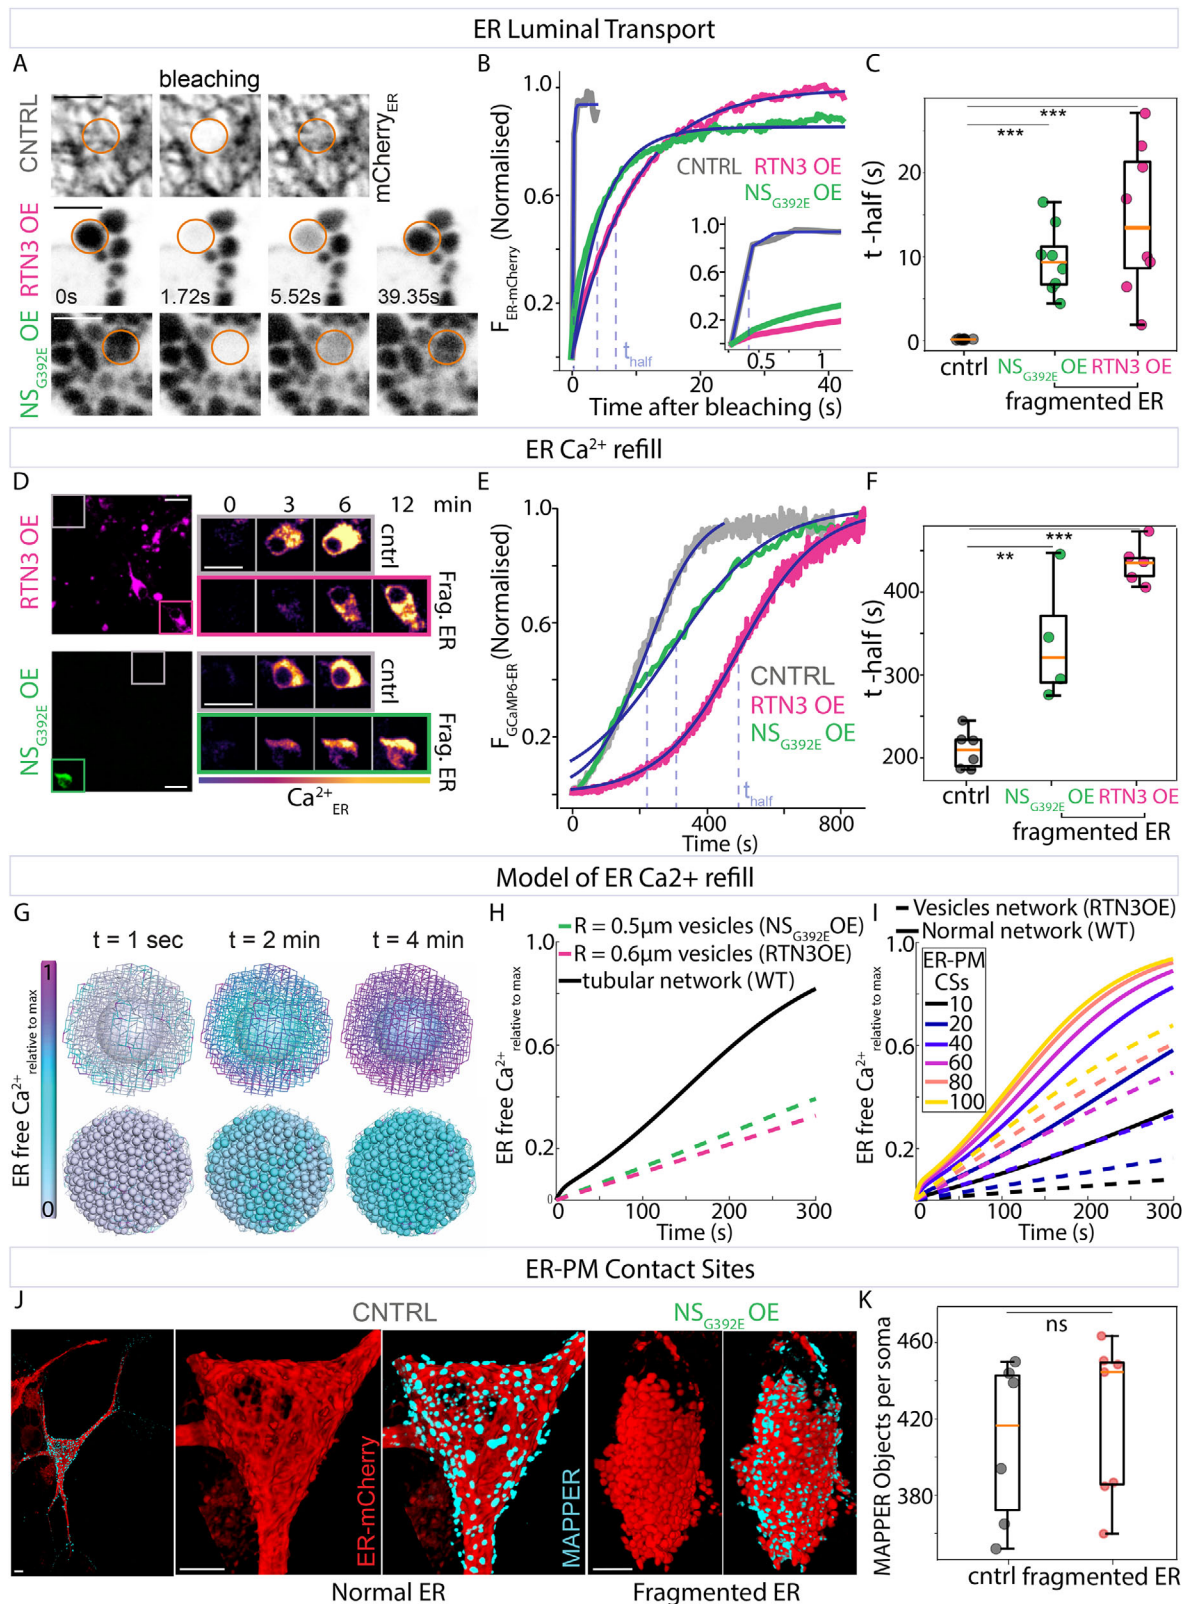 ER Luminal Transport
A
bleaching
CNTRL
mCherryER
RTN3 OE
0s
1.72s
5.52s
39.35s
NSG392E OE
B
FER-mCherry (Normalised)
1.0
0.6
0.2
CNTRL RTN3 OE
NSG392E OE
1.0
0.8
0.6
0.4
0.2
0.5
1
thalf
0
20
40
Time after bleaching (s)
C
t -half (s)
20
10
0
***
***
cntrl
NSG392E OE
RTN3 OE
fragmented ER
ER Ca2+ refill
D
RTN3 OE
NSG392E OE
0
3
6
12
min
cntrl
Frag. ER
cntrl
Frag. ER
Ca2+ER
E
FGCaMP6-ER (Normalised)
1.0
0.6
0.2
CNTRL
RTN3 OE
NSG392E OE
thalf
0
400
800
Time (s)
F
t -half (s)
400
300
200
***
**
cntrl
NSG392E OE
RTN3 OE
fragmented ER
Model of ER Ca2+ refill
G
t = 1 sec
t = 2 min
t = 4 min
ER free Ca2+ relative to max
1
0
H
R = 0.5μm vesicles (NSG392EOE)
R = 0.6μm vesicles (RTN3OE)
tubular network (WT)
ER free Ca2+ relative to max
1.0
0.6
0.2
0
0
100
200
300
Time (s)
I
Vesicles network (RTN3OE)
Normal network (WT)
ER-PM
CSs
10
20
40
60
80
100
ER free Ca2+ relative to max
1.0
0.6
0.2
0
100
200
300
Time (s)
ER-PM Contact Sites
J
CNTRL
NSG392E OE
ER-mCherry
MAPPER
Normal ER
Fragmented ER
K
MAPPER Objects per soma
460
420
380
ns
cntrl
fragmented ER